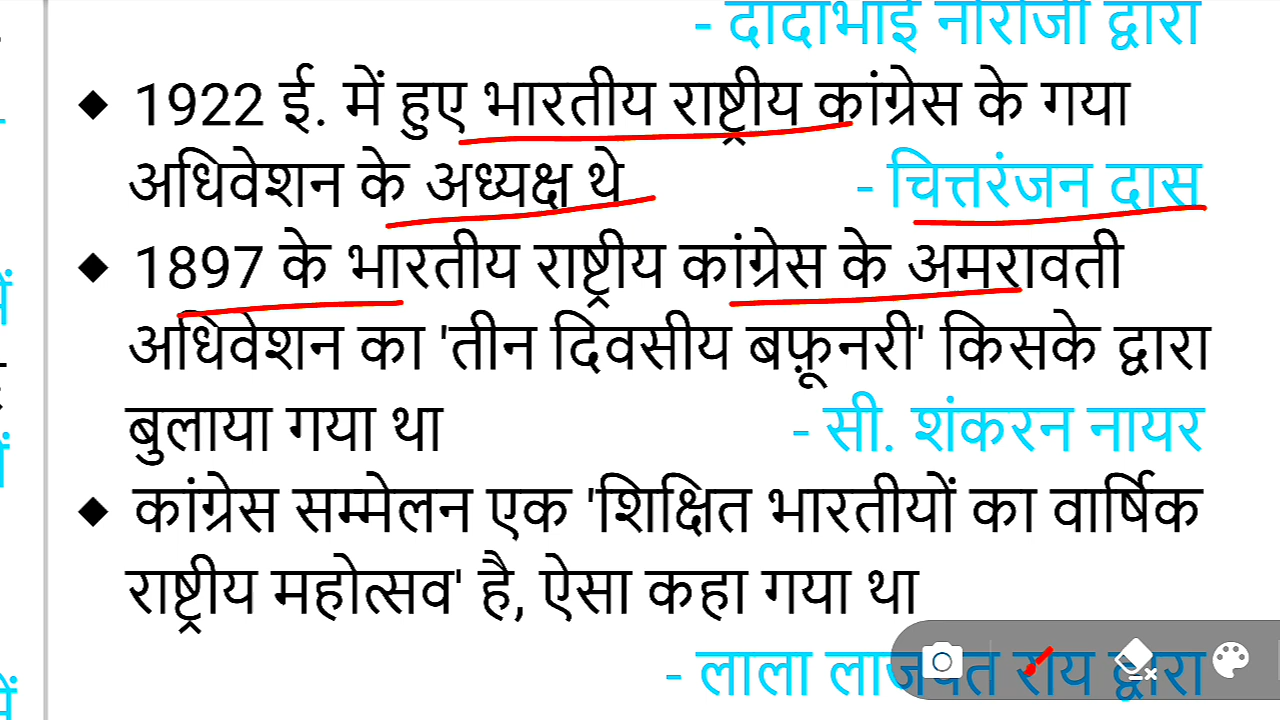 - दादाभाई नौरोजी द्वारा
◆ 1922 ई. में हुए भारतीय राष्ट्रीय कांग्रेस के गया
अधिवेशन के अध्यक्ष थे - चित्तरंजन दास
◆ 1897 के भारतीय राष्ट्रीय कांग्रेस के अमरावती
अधिवेशन का 'तीन दिवसीय बफ़ूनरी' किसके द्वारा
बुलाया गया था - सी. शंकरन नायर
◆ कांग्रेस सम्मेलन एक 'शिक्षित भारतीयों का वार्षिक
राष्ट्रीय महोत्सव' है, ऐसा कहा गया था
- लाला लाजपत राय द्वारा